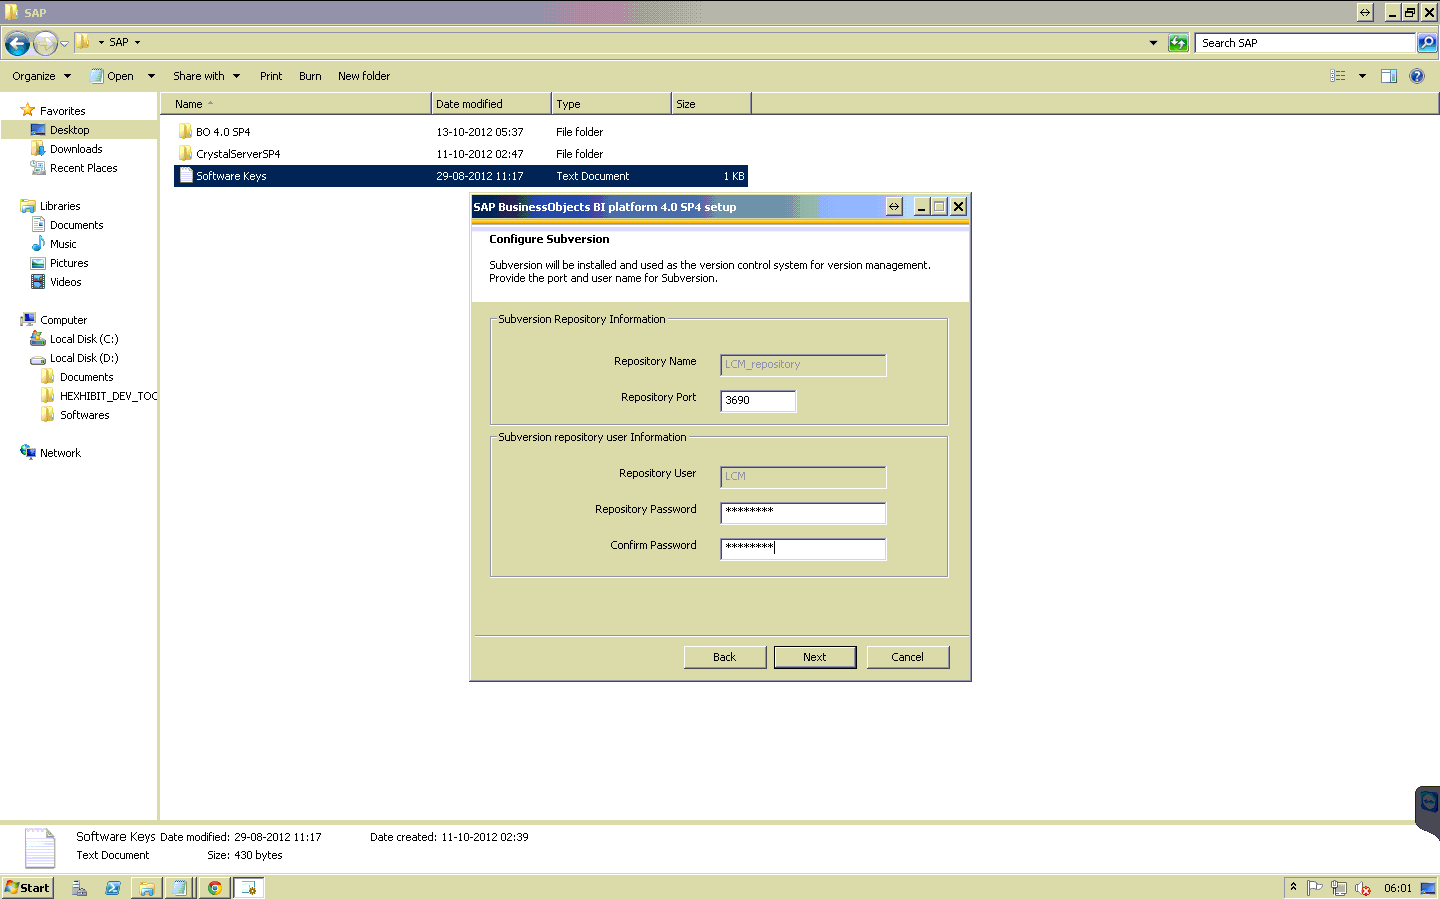 SAP
SAP
Search SAP
Organize Open Share with Print Burn New folder
Name Date modified Type Size
Favorites
Desktop
Downloads
Recent Places
Libraries
Documents
Music
Pictures
Videos
Computer
Local Disk (C:)
Local Disk (D:)
Documents
HEXHIBIT_DEV_TOO
Softwares
Network
BO 4.0 SP4 13-10-2012 05:37 File folder
CrystalServerSP4 11-10-2012 02:47 File folder
Software Keys 29-08-2012 11:17 Text Document 1 KB
SAP BusinessObjects BI platform 4.0 SP4 setup
Configure Subversion
Subversion will be installed and used as the version control system for version management.
Provide the port and user name for Subversion.
Subversion Repository Information
Repository Name LCM_repository
Repository Port 3690
Subversion repository user Information
Repository User LCM
Repository Password ********
Confirm Password ********
Back Next Cancel
Software Keys Date modified: 29-08-2012 11:17 Date created: 11-10-2012 02:39
Text Document Size: 430 bytes
Start 06:01